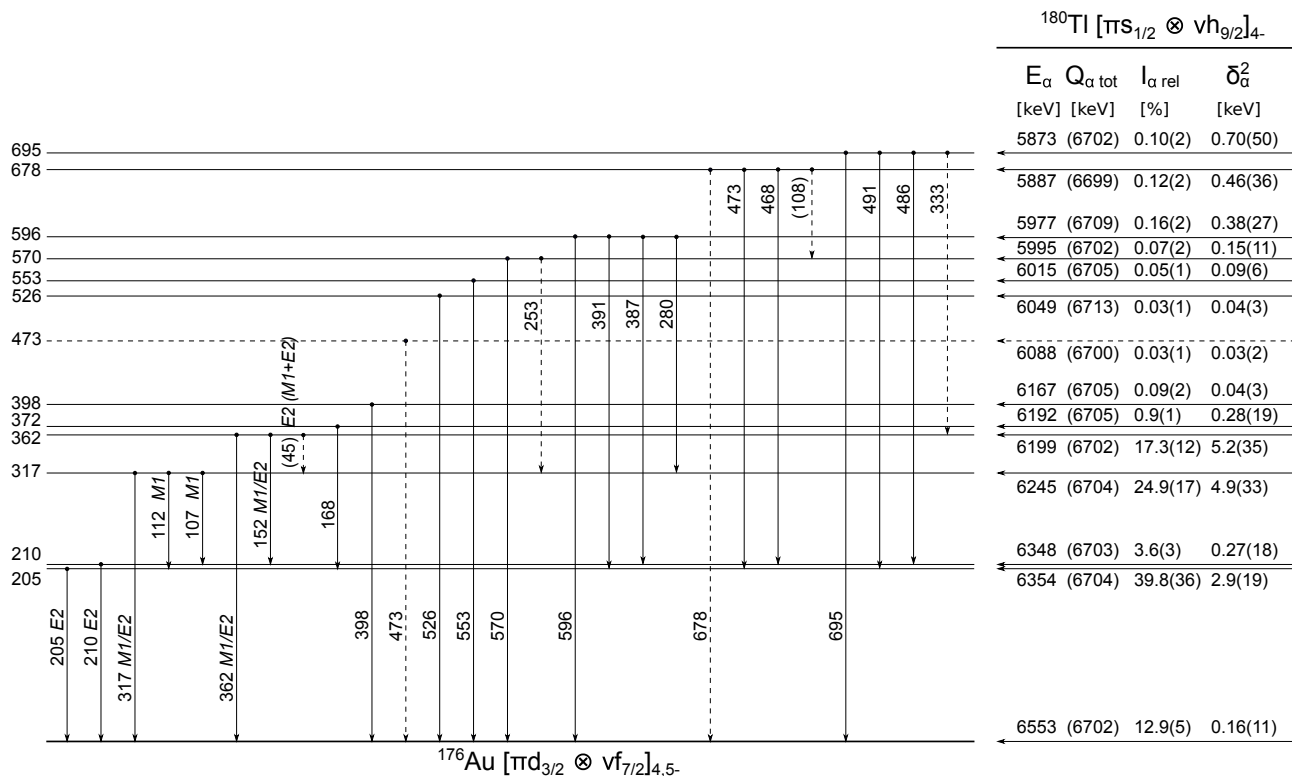 ¹⁸⁰Tl [πs₁/₂ ⊗ νh₉/₂]₄₋
Eα Qα tot Iα rel δ²α
[keV] [keV] [%] [keV]
695 5873 (6702) 0.10(2) 0.70(50)
678 5887 (6699) 0.12(2) 0.46(36)
473 468 (108) 491 486 333
596 5977 (6709) 0.16(2) 0.38(27)
570 5995 (6702) 0.07(2) 0.15(11)
553 6015 (6705) 0.05(1) 0.09(6)
526 6049 (6713) 0.03(1) 0.04(3)
253 391 387 280
473 6088 (6700) 0.03(1) 0.03(2)
398 6167 (6705) 0.09(2) 0.04(3)
372 6192 (6705) 0.9(1) 0.28(19)
362 6199 (6702) 17.3(12) 5.2(35)
(45) E2 (M1+E2)
317 6245 (6704) 24.9(17) 4.9(33)
112 M1 107 M1 152 M1/E2 168
210 6348 (6703) 3.6(3) 0.27(18)
205 6354 (6704) 39.8(36) 2.9(19)
205 E2 210 E2 317 M1/E2 362 M1/E2 398 473 526 553 570 596 678 695
6553 (6702) 12.9(5) 0.16(11)
¹⁷⁶Au [πd₃/₂ ⊗ νf₇/₂]₄,₅₋